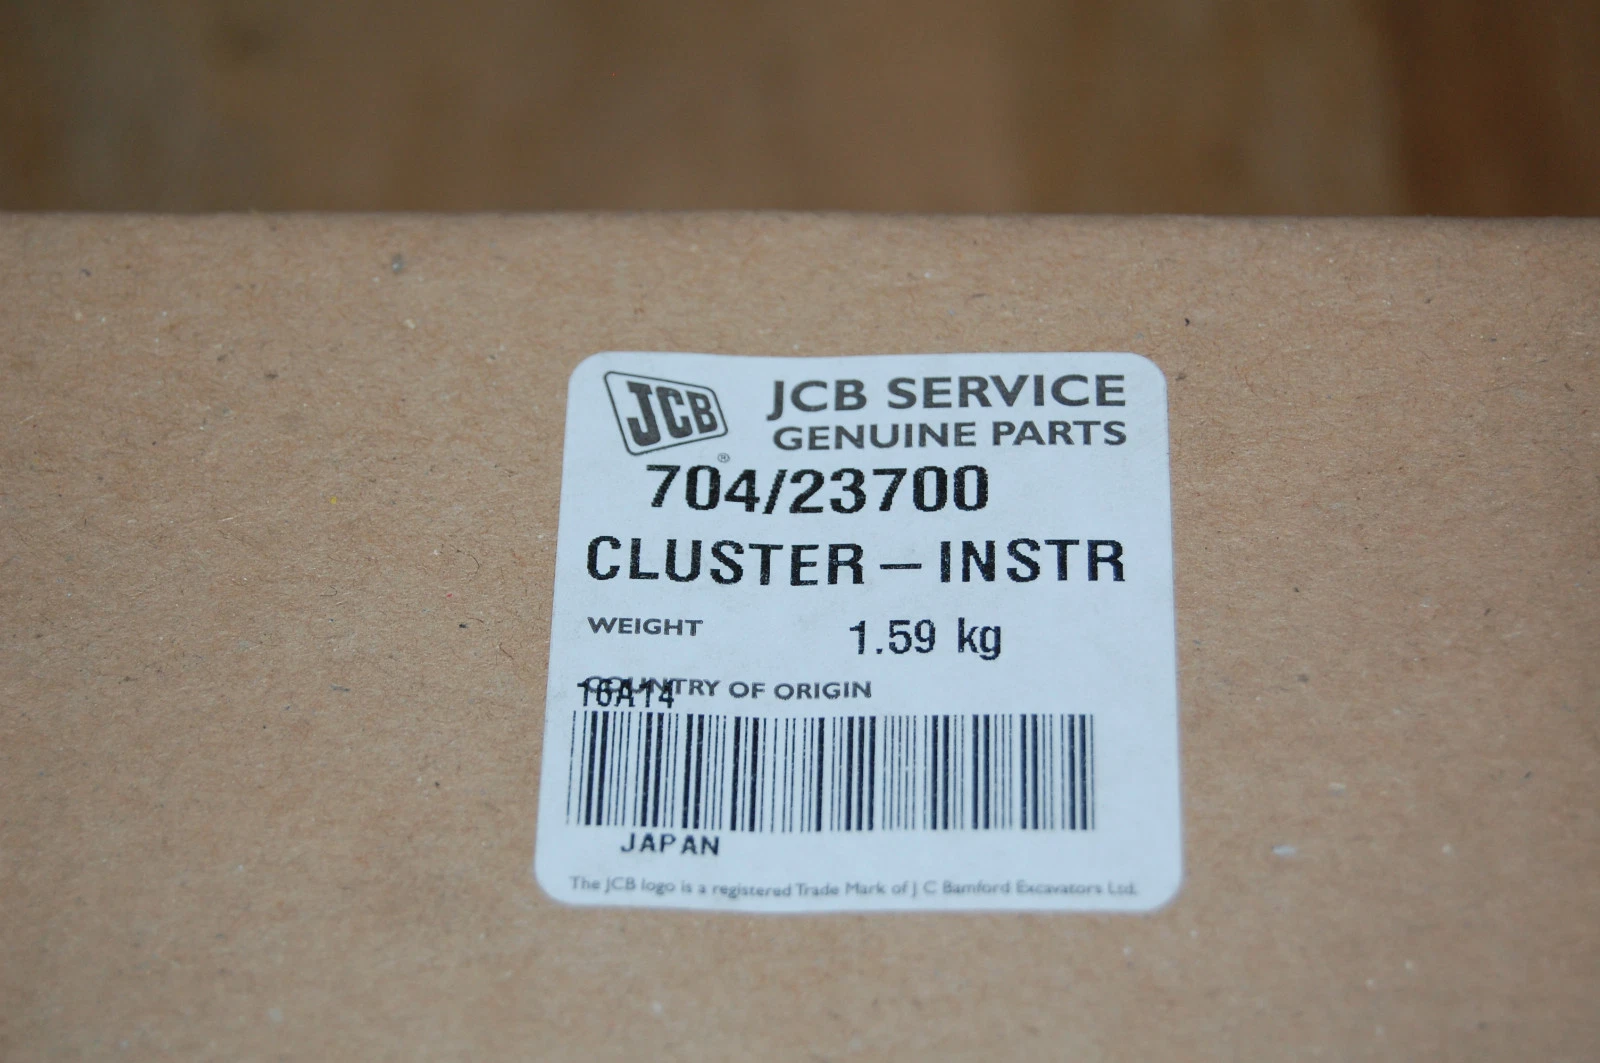 JCB
JCB SERVICE
GENUINE PARTS
®
704/23700
CLUSTER-INSTR
WEIGHT 1.59 kg
COUNTRY OF ORIGIN
16A14
JAPAN
The JCB logo is a registered Trade Mark of J C Bamford Excavators Ltd.